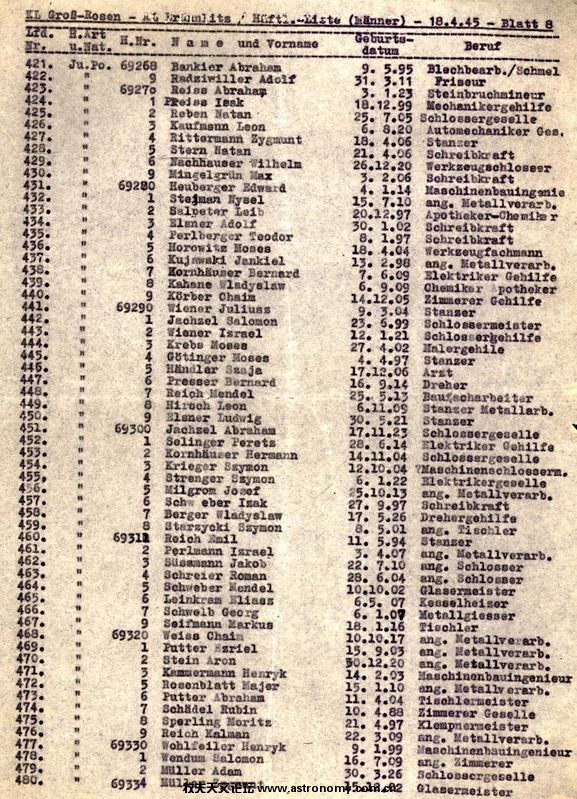 KL Groß-Rosen - AL Brünnlitz / Häftl.-Liste (Männer) - 18.4.45 - Blatt 8
Lfd. Nr. H.Art u.Nat. H.Nr. Name und Vorname Geburts-datum Beruf
421. Ju.Po. 69268 Bankier Abraham 9. 5.95 Blechbearb./Schmel
422. " 9 Radziwiller Adolf 31. 3.11 Friseur
423. " 69270 Reiss Abraham 3. 1.23 Steinbruchmineur
424. " 1 Preiss Isak 18.12.99 Mechanikergehilfe
425. " 2 Reben Natan 25. 7.05 Schlossergeselle
426. " 3 Kaufmann Leon 6. 8.20 Automechaniker Ges.
427. " 4 Rittermann Zygmunt 18. 4.06 Stanzer
428. " 5 Stern Natan 21. 4.06 Schreibkraft
429. " 6 Nachhäuser Wilhelm 26.12.20 Werkzeugschlosser
430. " 9 Mingelgrün Max 3. 2.06 Schreibkraft
431. " 69280 Heuberger Edward 4. 1.14 Maschinenbauingenie
432. " 1 Stejman Nysel 15. 7.10 ang. Metallverarb.
433. " 2 Salpeter Leib 20.12.97 Apotheker-Chemiker
434. " 3 Elsner Adolf 30. 1.02 Schreibkraft
435. " 4 Perlberger Teodor 8. 1.97 Schreibkraft
436. " 5 Horowitz Moses 18. 4.04 Werkzeugfachmann
437. " 6 Kujawski Jankiel 13. 2.98 ang. Metallverarb.
438. " 7 Kornhäuser Bernard 7. 6.09 Elektriker Gehilfe
439. " 8 Kahane Wladyslaw 6. 9.09 Chemiker Apotheker
440. " 9 Körber Chaim 14.12.05 Zimmerer Gehilfe
441. " 69290 Wiener Juliusz 9. 3.04 Stanzer
442. " 1 Jachzel Salomon 23. 6.99 Schlossermeister
443. " 2 Wiener Izrael 12. 1.21 Schlossergehilfe
444. " 3 Krebs Moses 27. 4.02 Malergehile
445. " 4 Götinger Moses 4. 4.97 Stanzer
446. " 5 Händler Szaja 17.12.06 Arzt
447. " 6 Presser Bernard 16. 9.14 Dreher
448. " 7 Reich Mendel 25. 5.13 Baufacharbeiter
449. " 8 Hirsch Leon 6.11.09 Stanzer Metallarb.
450. " 9 Elsner Ludwig 30. 5.21 Stanzer
451. " 69300 Jachzel Abraham 17.11.23 Schlossergeselle
452. " 1 Selinger Peretz 28. 6.14 Elektriker Gehilfe
453. " 2 Kornhäuser Hermann 14.11.04 Schlossergeselle
454. " 3 Krieger Szymon 12.10.04 Maschinenschlosserm.
455. " 4 Strenger Szymon 6. 1.22 Elektrikergeselle
456. " 5 Milgrom Josef 25.10.13 ang. Metallverarb.
457. " 6 Schw eber Izak 27. 9.97 Schreibkraft
458. " 7 Berger Wladyslaw 17. 5.26 Drehergehilfe
459. " 8 Starzycki Szymon 8. 5.01 ang. Tischler
460. " 69311 Reich Emil 11. 5.94 Stanzer
461. " 2 Perlmann Izrael 3. 4.07 ang. Metallverarb.
462. " 3 Süssmann Jakob 22. 7.10 ang. Schlosser
463. " 4 Schreier Roman 28. 6.04 ang. Schlosser
464. " 5 Schweber Mendel 10.10.02 Glasermeister
465. " 6 Leinkram Eliasz 6.5. 07 Kesselheizer
466. " 7 Schwelb Georg 6. 1.07 Metallgiesser
467. " 9 Seifmann Markus 18. 1.16 Tischler
468. " 69320 Weiss Chaim 10.10.17 ang. Metallverarb.
469. " 1 Putter Ezriel 15. 9.03 ang. Metallverarb.
470. " 2 Stein Aron 30.12.20 ang. Metallverarb.
471. " 3 Kammermann Henryk 14. 2.03 Maschinenbauingenieur
472. " 5 Rosenblatt Majer 15. 1.10 ang. Metallverarb.
473. " 6 Putter Abraham 11. 4.04 Tischlermeister
474. " 7 Schädel Rubin 10. 4.88 Zimmerer Geselle
475. " 8 Sperling Moritz 21. 4.97 Klempnermeister
476. " 9 Reich Kalman 22. 3.09 ang. Metallverarb.
477. " 69330 Wohlfeiler Henryk 9. 1.99 Maschinenbauingenieur
478. " 1 Wendum Salomon 16. 7.09 ang. Zimmerer
479. " 2 Müller Adam 30. 3.26 Schlossergeselle
480. " 69334 Müller Glasermeister
牧夫天文论坛 www.astronomy.com.cn